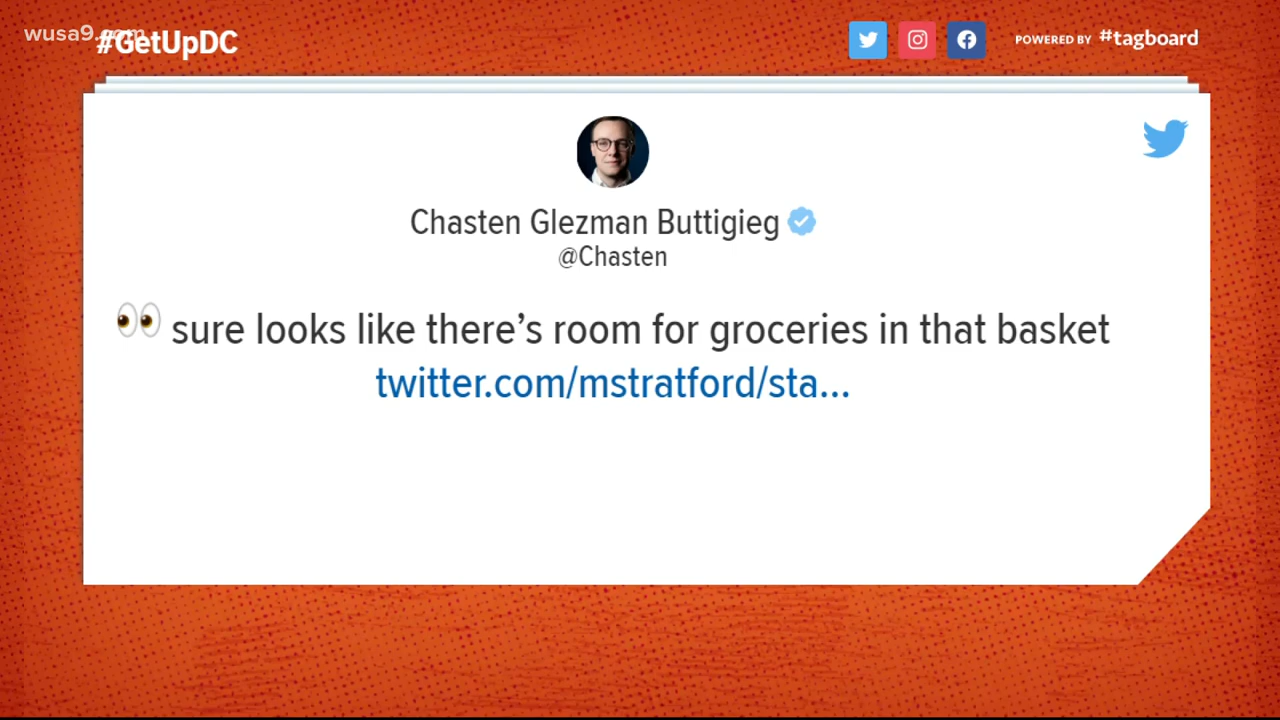 wusa9.com
#GetUpDC
POWERED BY #tagboard
Chasten Glezman Buttigieg
@Chasten
👀 sure looks like there’s room for groceries in that basket
twitter.com/mstratford/sta...